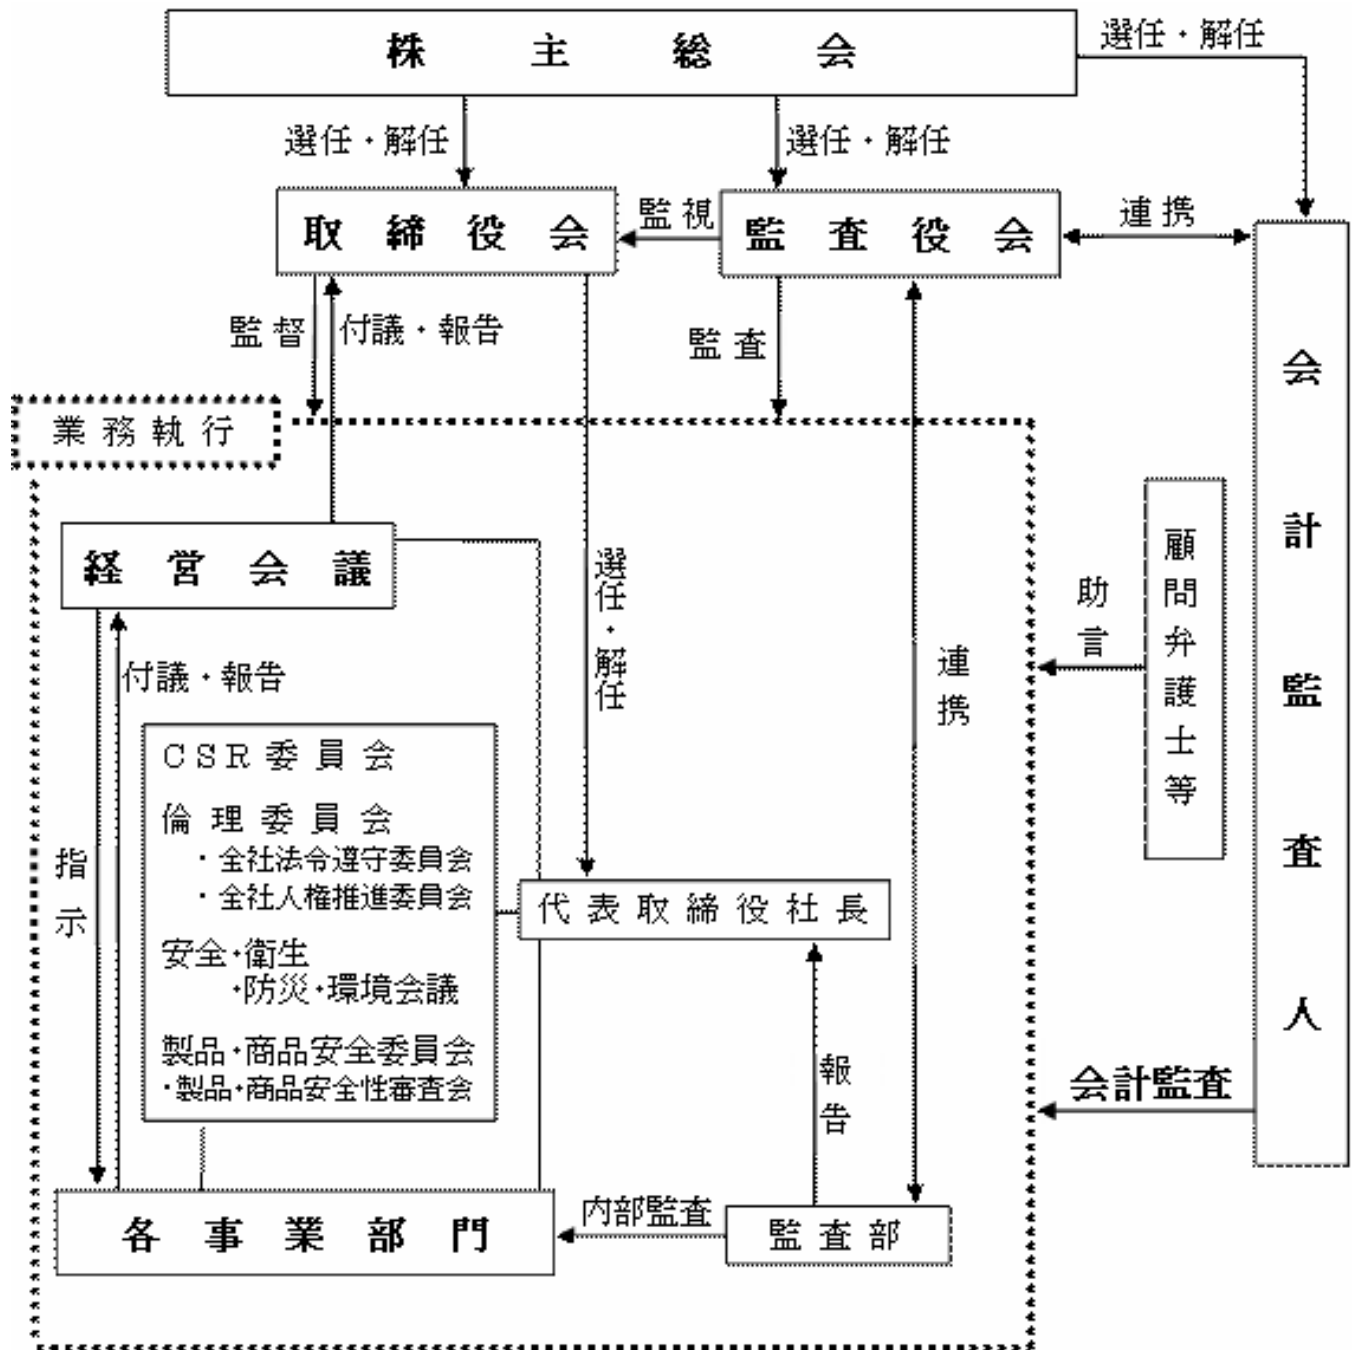 株主総会
選任・解任
選任・解任
選任・解任
取締役会
監視
監査役会
連携
監督
付議・報告
監査
業務執行
経営会議
選任・解任
連携
助言
顧問弁護士等
会計監査人
付議・報告
指示
CSR委員会
倫理委員会
・全社法令遵守委員会
・全社人権推進委員会
安全・衛生
・防災・環境会議
製品・商品安全委員会
・製品・商品安全性審査会
代表取締役社長
報告
会計監査
各事業部門
内部監査
監査部